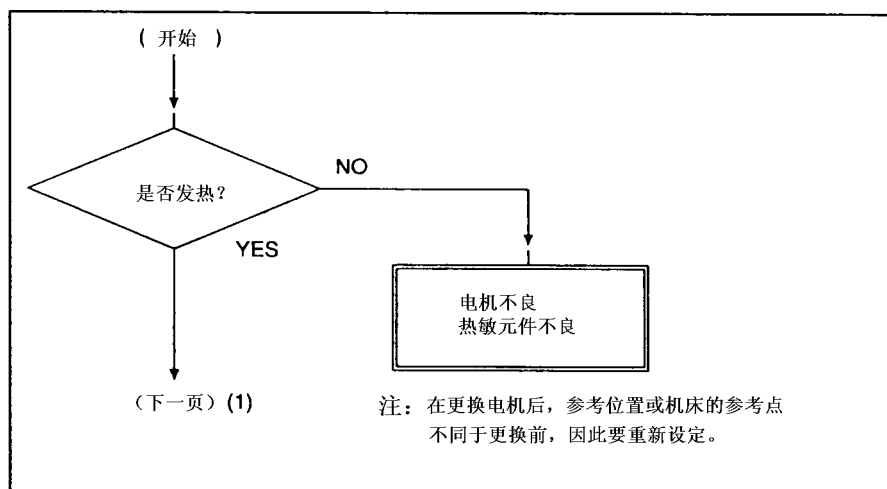 ( 开始 )
是否发热？
NO
YES
电机不良
热敏元件不良
（下一页）(1)
注：在更换电机后，参考位置或机床的参考点
不同于更换前，因此要重新设定。